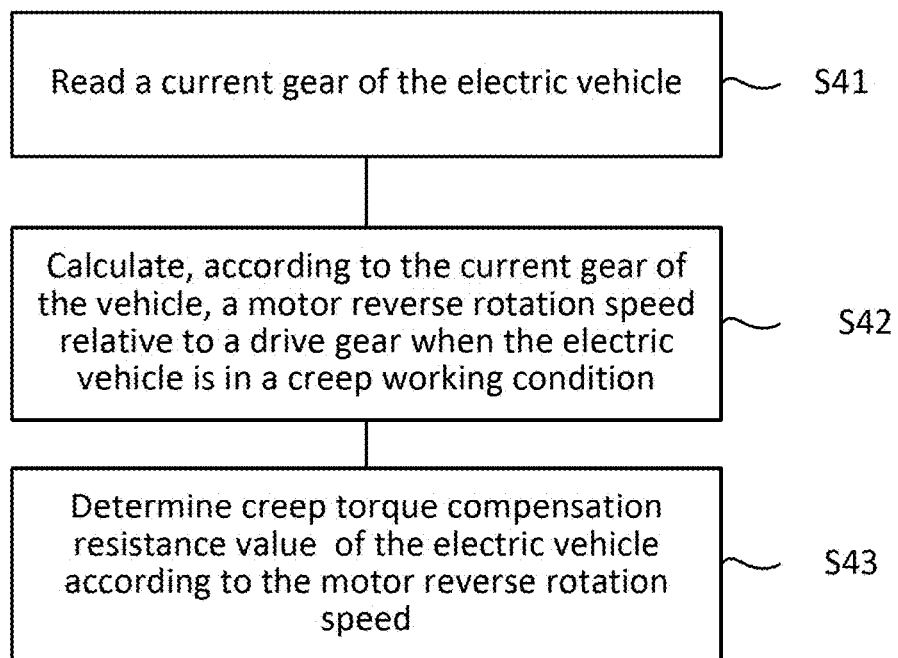 Read a current gear of the electric vehicle
S41
Calculate, according to the current gear of
the vehicle, a motor reverse rotation speed
relative to a drive gear when the electric
vehicle is in a creep working condition
S42
Determine creep torque compensation
resistance value of the electric vehicle
according to the motor reverse rotation
speed
S43